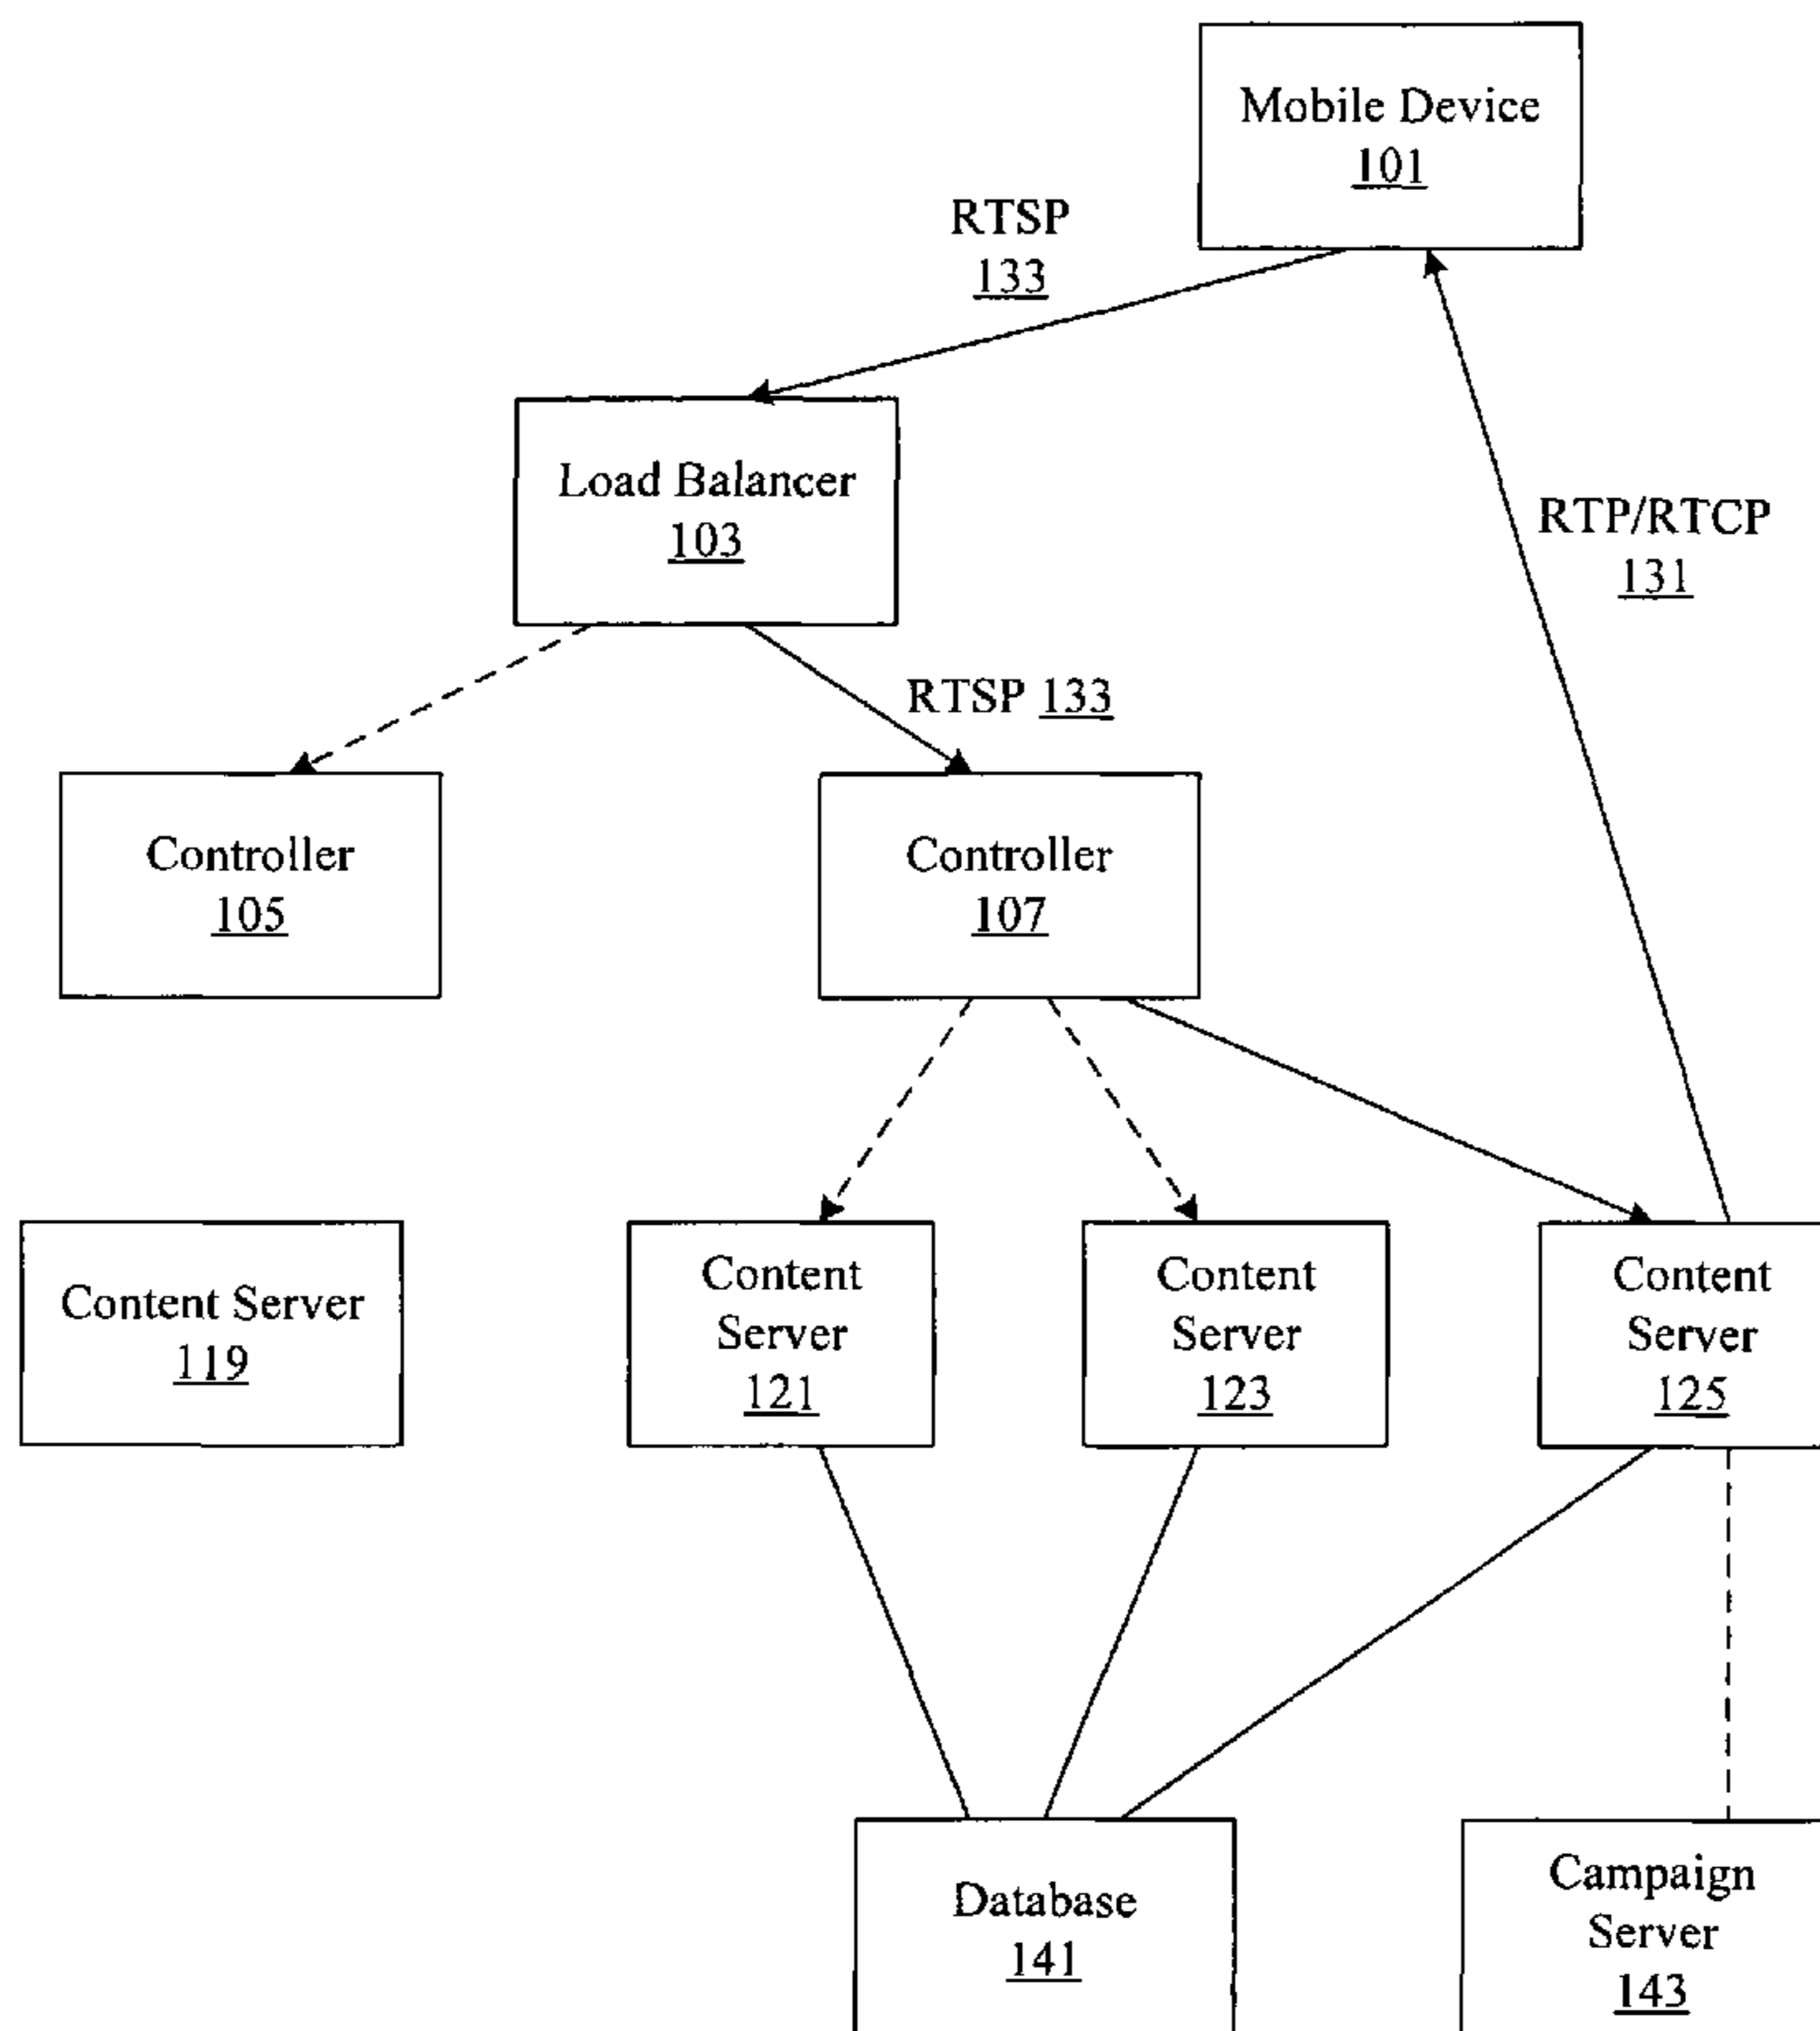 Mobile Device
101
RTSP
133
Load Balancer
103
RTP/RTCP
131
RTSP 133
Controller
105
Controller
107
Content Server
119
Content
Server
121
Content
Server
123
Content
Server
125
Database
141
Campaign
Server
143